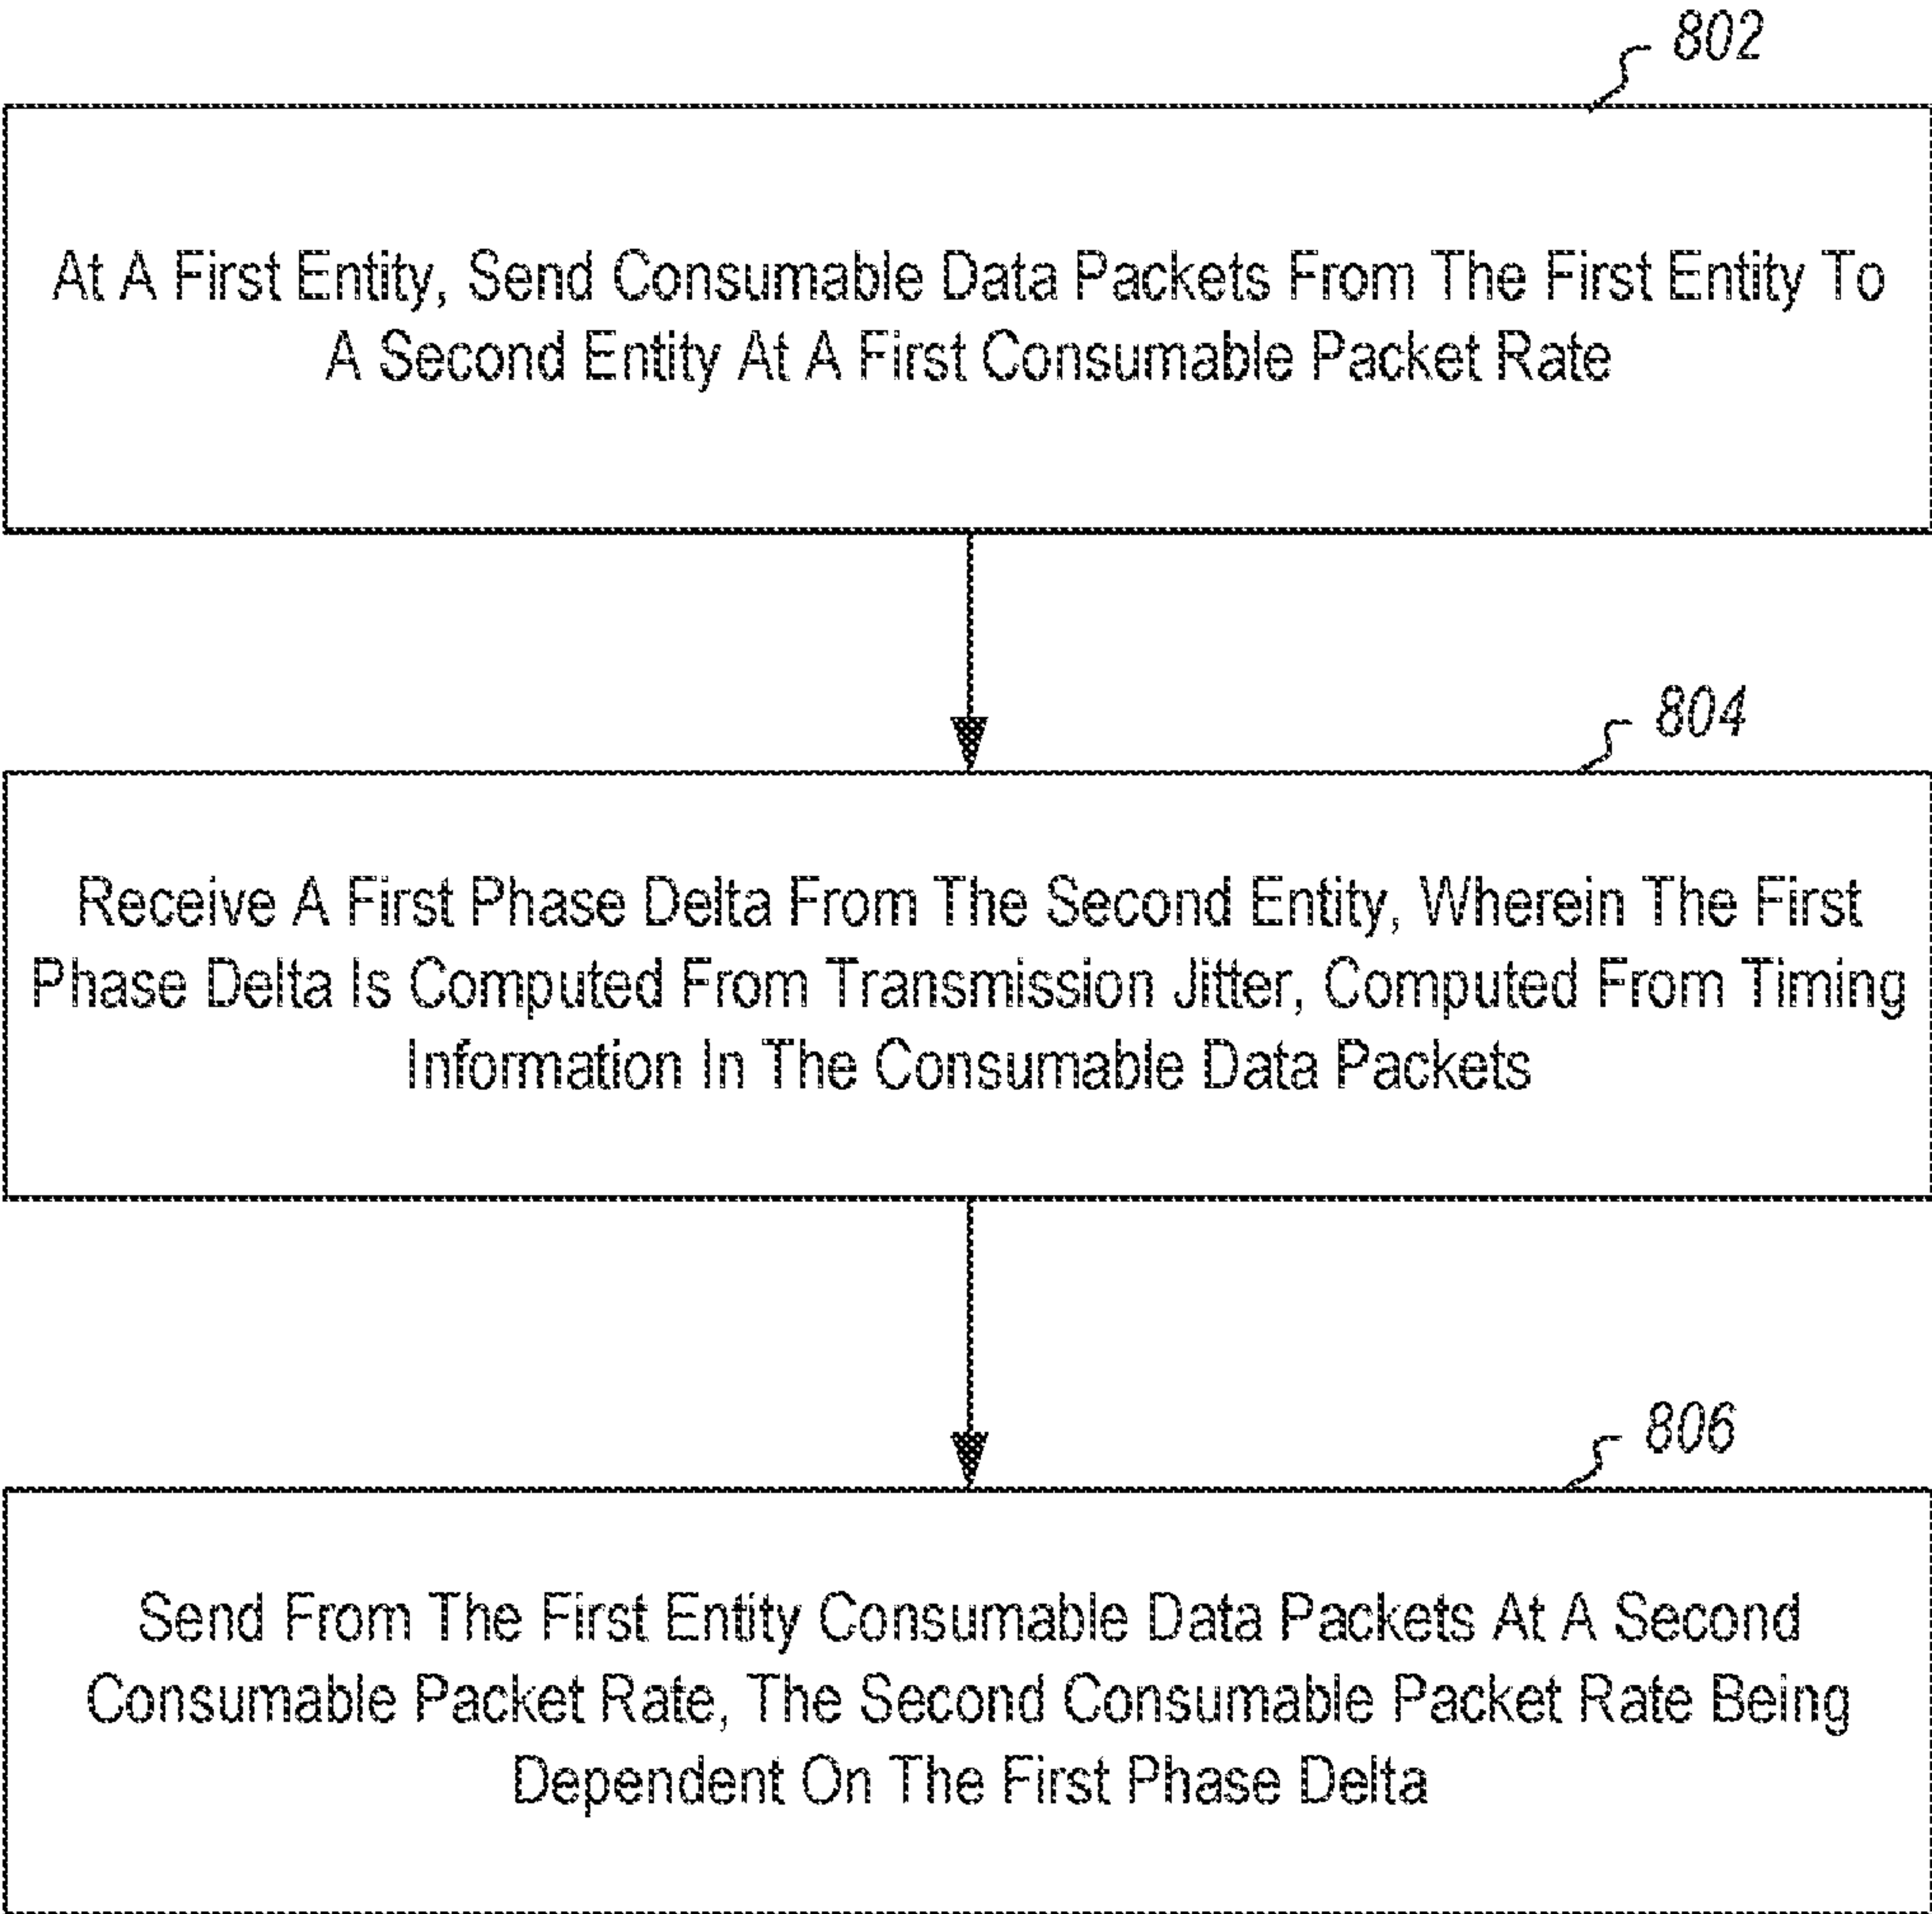 802
At A First Entity, Send Consumable Data Packets From The First Entity To
A Second Entity At A First Consumable Packet Rate
804
Receive A First Phase Delta From The Second Entity, Wherein The First
Phase Delta Is Computed From Transmission Jitter, Computed From Timing
Information In The Consumable Data Packets
806
Send From The First Entity Consumable Data Packets At A Second
Consumable Packet Rate, The Second Consumable Packet Rate Being
Dependent On The First Phase Delta